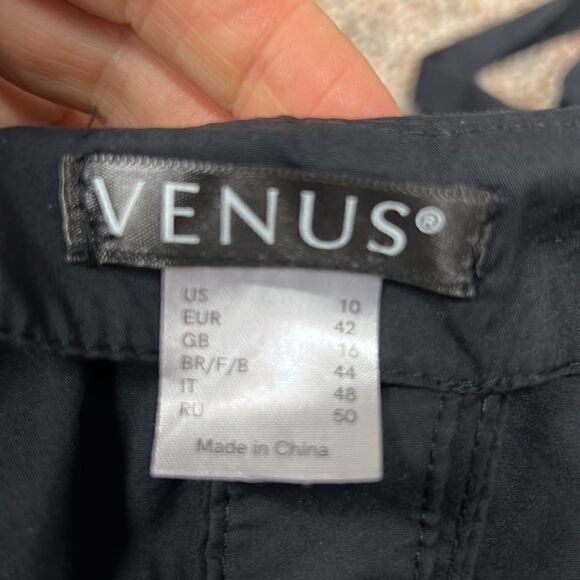 VENUS®
US 10
EUR 42
GB 16
BR/F/B 44
IT 48
RU 50
Made in China